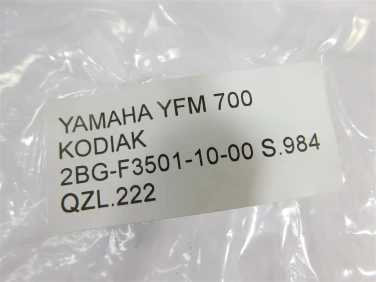 YAMAHA YFM 700
KODIAK
2BG-F3501-10-00 S.984
QZL.222